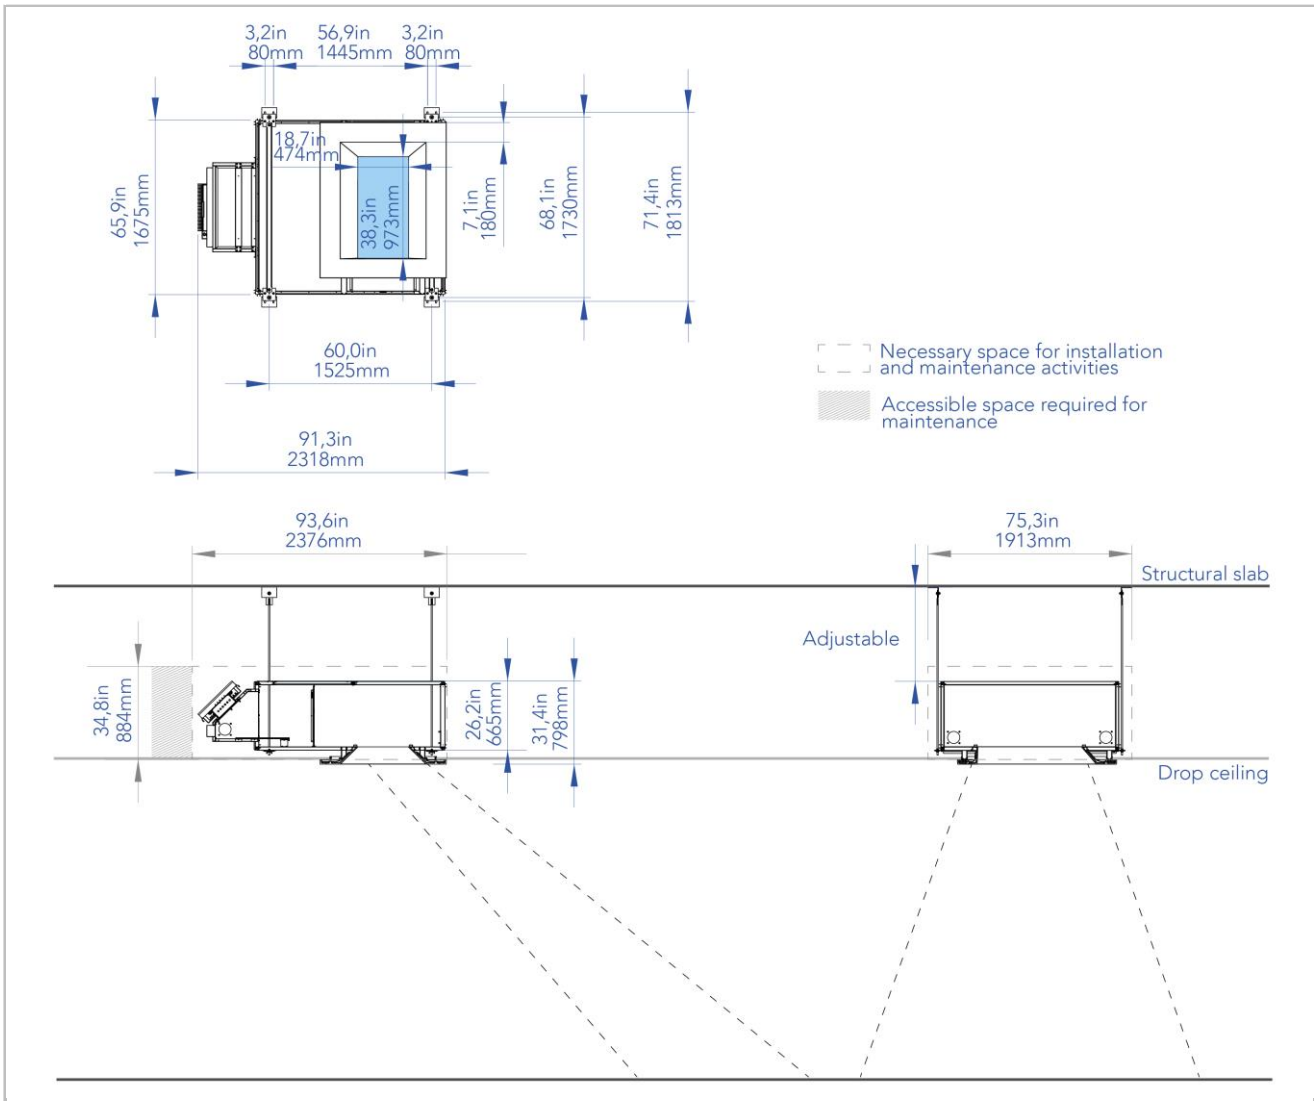 3,2in
80mm
56,9in
1445mm
3,2in
80mm
18,7in
474mm
38,3in
973mm
65,9in
1675mm
7,1in
180mm
68,1in
1730mm
71,4in
1813mm
60,0in
1525mm
91,3in
2318mm
Necessary space for installation
and maintenance activities
Accessible space required for
maintenance
93,6in
2376mm
75,3in
1913mm
Structural slab
Adjustable
34,8in
884mm
26,2in
665mm
31,4in
798mm
Drop ceiling